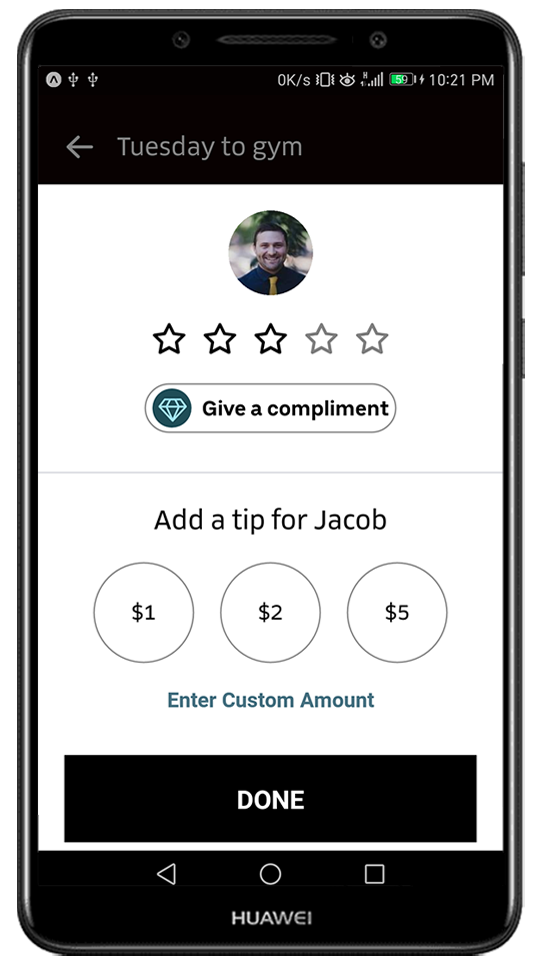 0K/s 59 10:21 PM
Tuesday to gym
Give a compliment
Add a tip for Jacob
$1 $2 $5
Enter Custom Amount
DONE
HUAWEI